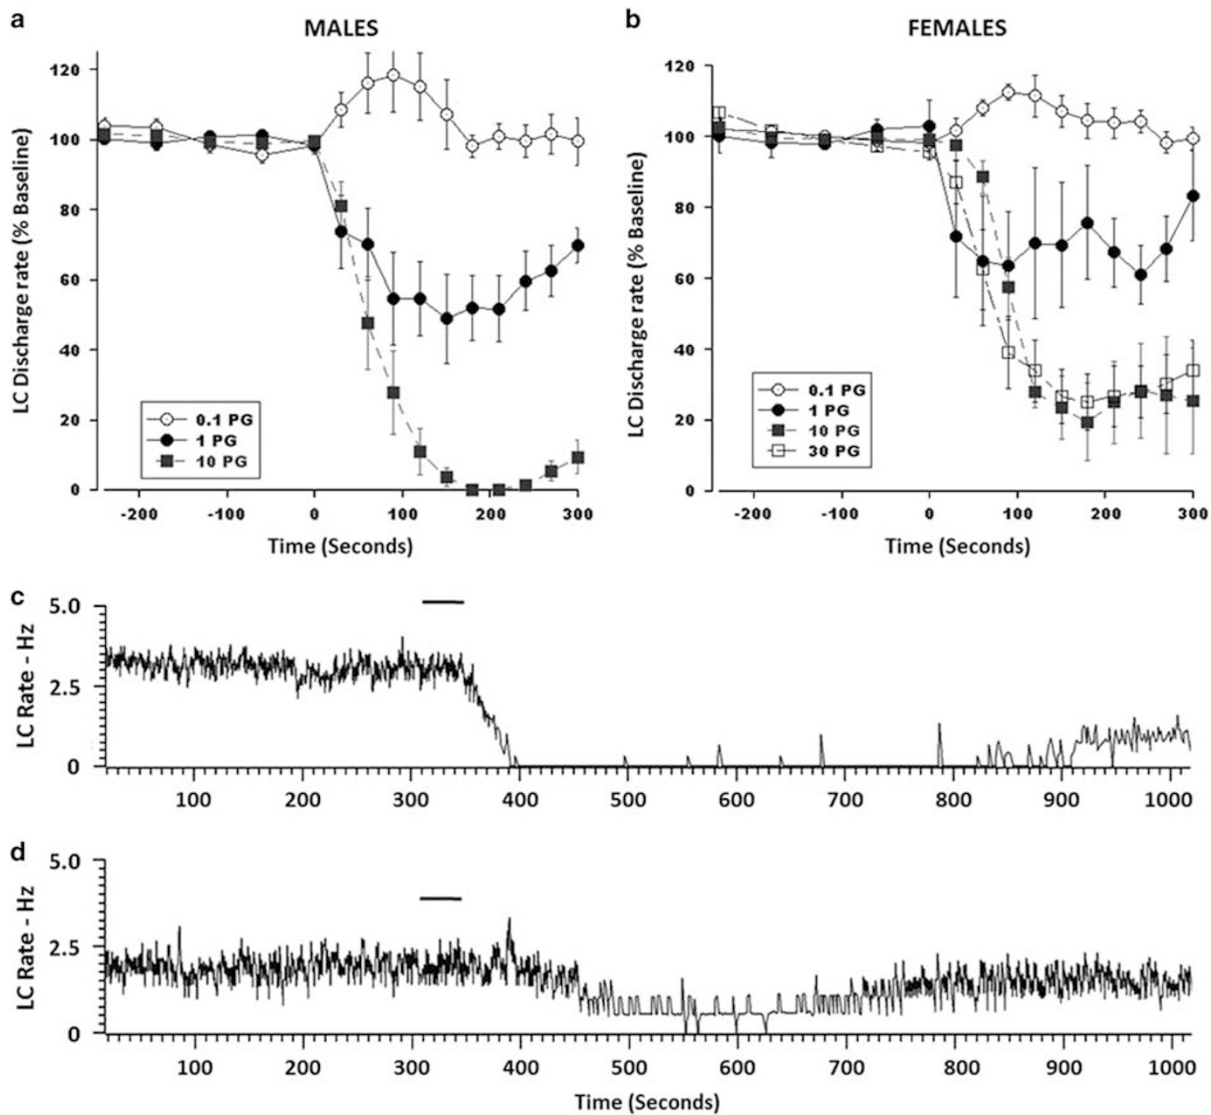 a
MALES
120
100
80
60
40
20
0
LC Discharge rate (% Baseline)
0.1 PG
1 PG
10 PG
-200 -100 0 100 200 300
Time (Seconds)
b
FEMALES
120
100
80
60
40
20
0
LC Discharge rate (% Baseline)
0.1 PG
1 PG
10 PG
30 PG
-200 -100 0 100 200 300
Time (Seconds)
c
5.0
2.5
0
LC Rate - Hz
100 200 300 400 500 600 700 800 900 1000
d
5.0
2.5
0
LC Rate - Hz
100 200 300 400 500 600 700 800 900 1000
Time (Seconds)